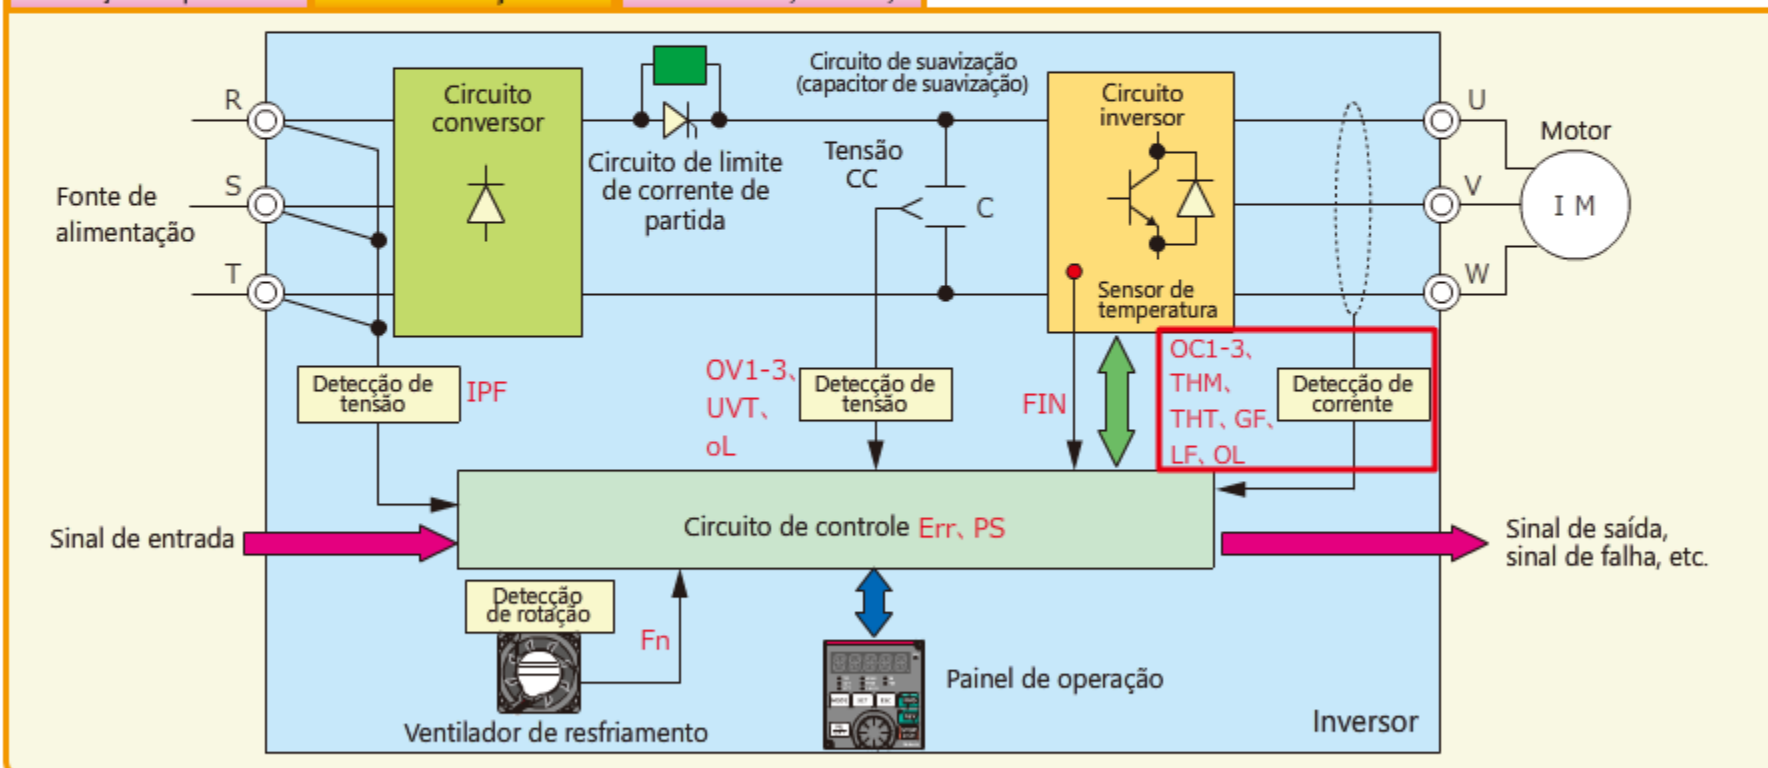 Circuito
conversor
Circuito de suavização
(capacitor de suavização)
Circuito
inversor
R
S
T
Fonte de
alimentação
Circuito de limite
de corrente de
partida
Tensão
CC
C
Sensor de
temperatura
U
V
W
Motor
I M
Detecção de
tensão
IPF
OV1-3、
UVT、
oL
Detecção de
tensão
FIN
OC1-3、
THM、
THT、GF、
LF、OL
Detecção de
corrente
Sinal de entrada
Circuito de controle Err、PS
Sinal de saída,
sinal de falha, etc.
Detecção
de rotação
Fn
Ventilador de resfriamento
Painel de operação
Inversor